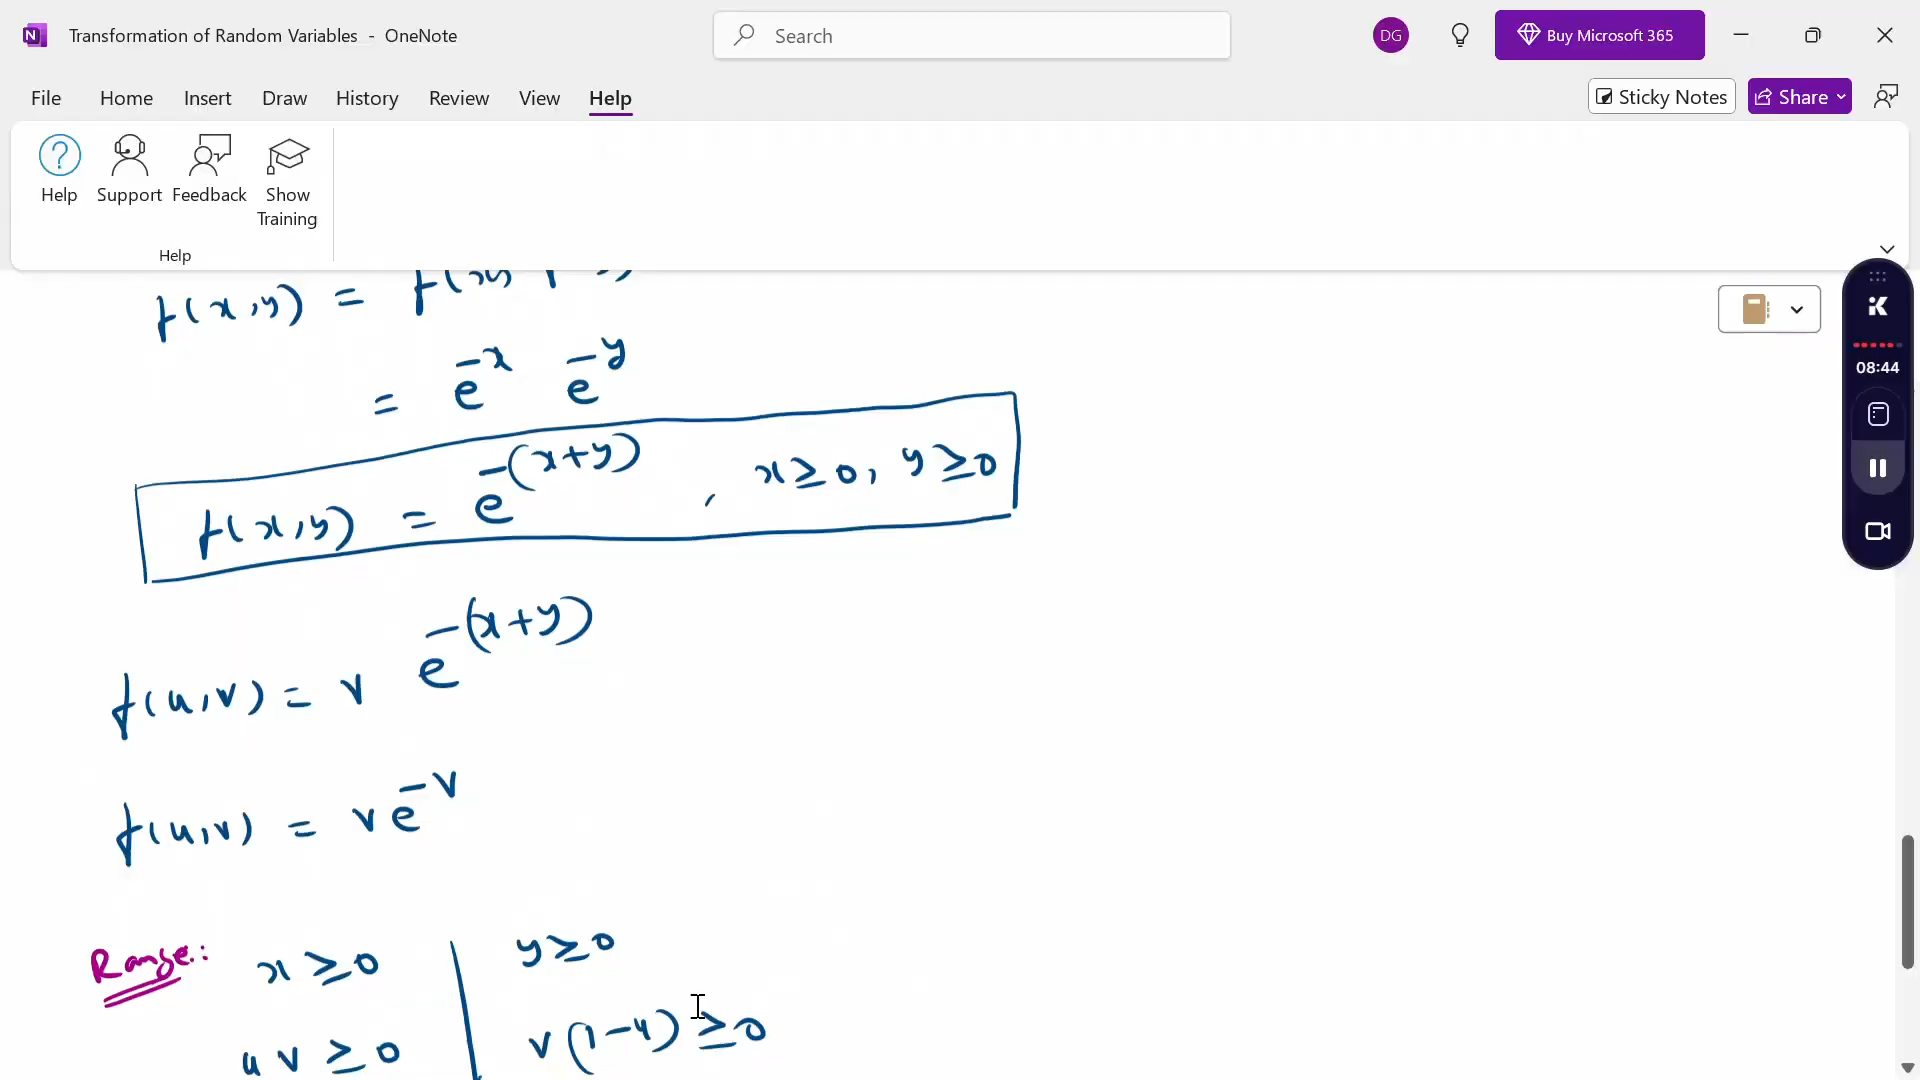 Transformation of Random Variables - OneNote
Search
DG
Buy Microsoft 365
File Home Insert Draw History Review View Help
Sticky Notes
Share
Help Support Feedback Show Training
Help
08:44
f(x,y) =
= e^-x e^-y
f(x,y) = e^-(x+y) , x≥0, y≥0
f(u,v) = v e^-(x+y)
f(u,v) = ve^-v
Range: x≥0 y≥0
uv≥0 v(1-u)≥0